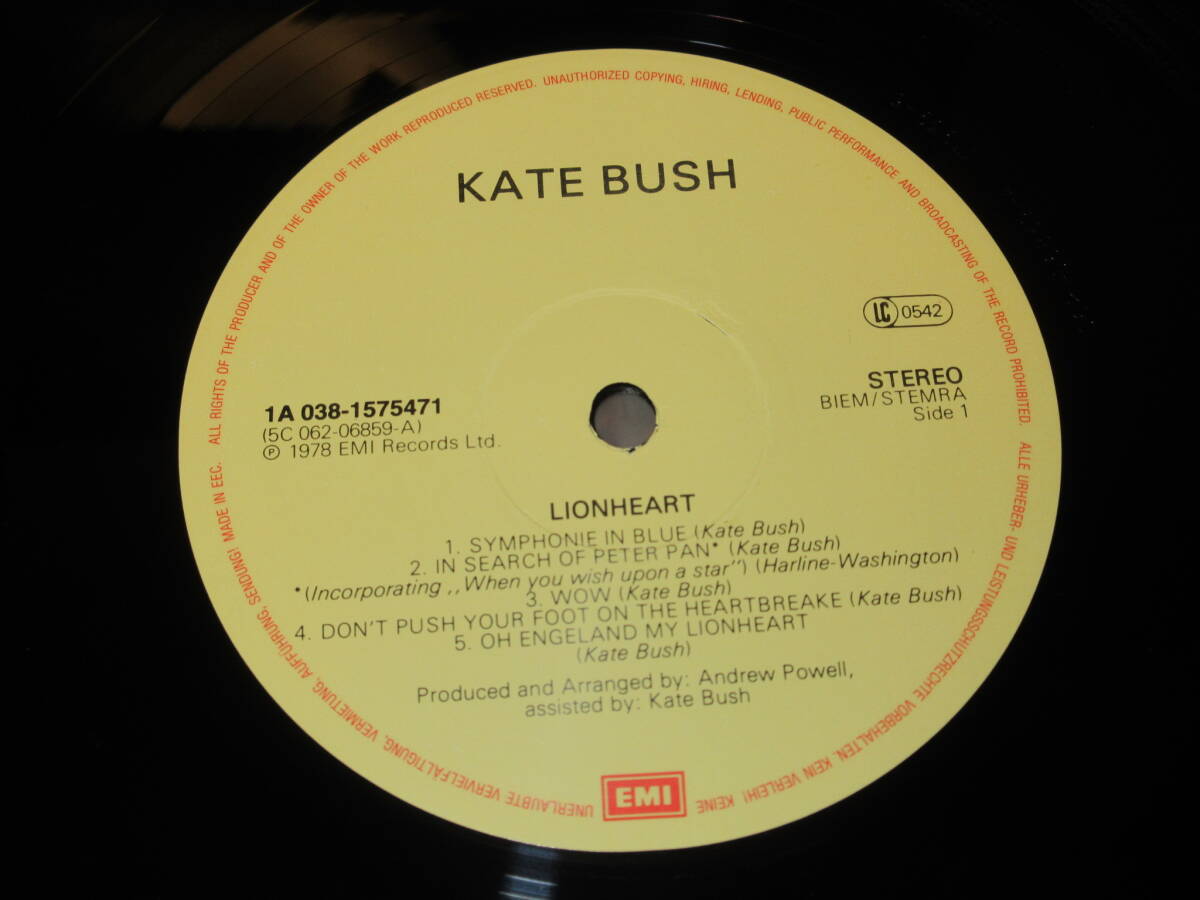 KATE BUSH
LC 0542
1A 038-1575471
(5C 062-06859-A)
℗ 1978 EMI Records Ltd.
STEREO
BIEM/STEMRA
Side 1
LIONHEART
1. SYMPHONIE IN BLUE (Kate Bush)
2. IN SEARCH OF PETER PAN* (Kate Bush)
*(Incorporating ,,When you wish upon a star") (Harline-Washington)
3. WOW (Kate Bush)
4. DON'T PUSH YOUR FOOT ON THE HEARTBREAKE (Kate Bush)
5. OH ENGELAND MY LIONHEART
(Kate Bush)
Produced and Arranged by: Andrew Powell,
assisted by: Kate Bush
EMI
MADE IN EEC. ALL RIGHTS OF THE PRODUCER AND OF THE OWNER OF THE WORK REPRODUCED RESERVED. UNAUTHORIZED COPYING, HIRING, LENDING, PUBLIC PERFORMANCE AND BROADCASTING OF THE RECORD PROHIBITED. ALLE URHEBER- UND LEISTUNGSSCHUTZRECHTE VORBEHALTEN. KEIN VERLEIH! KEINE UNERLAUBTE VERVIELFÄLTIGUNG, VERMIETUNG, AUFFÜHRUNG, SENDUNG!